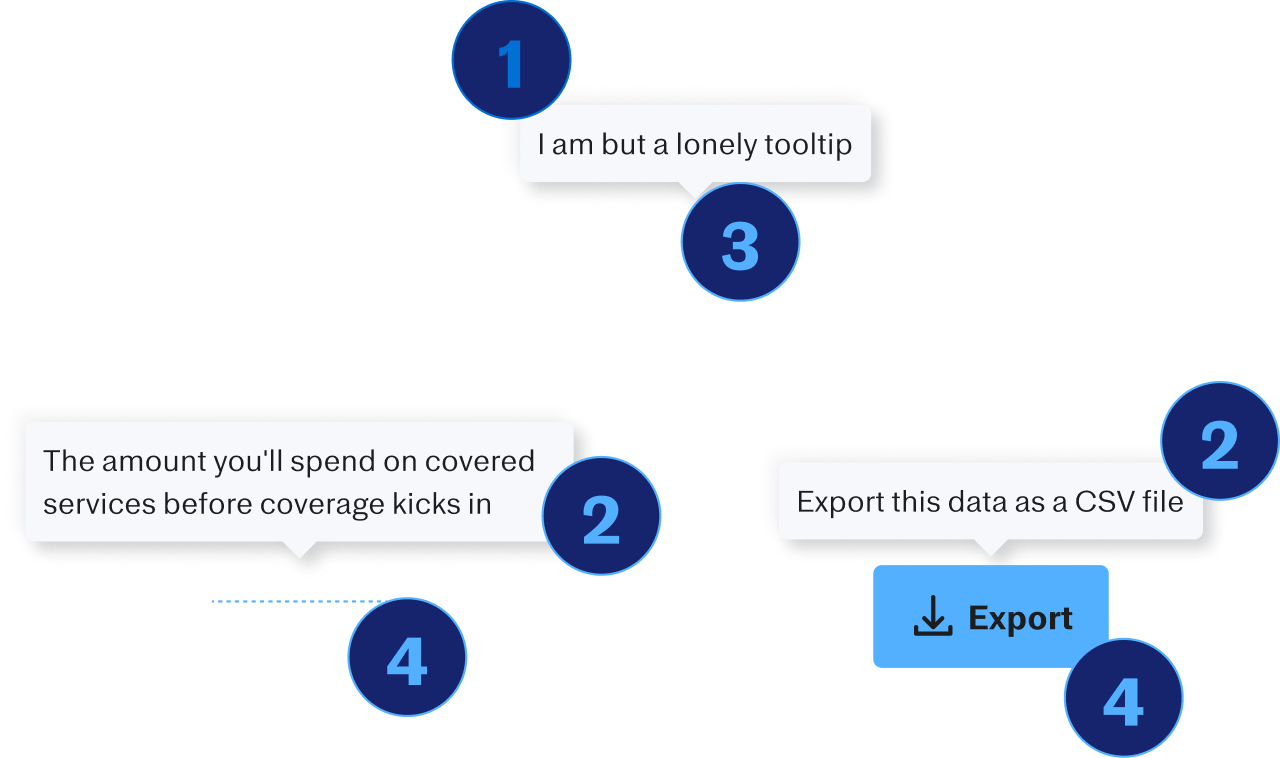 1
I am but a lonely tooltip
3
The amount you'll spend on covered
services before coverage kicks in
2
4
2
Export this data as a CSV file
Export
4